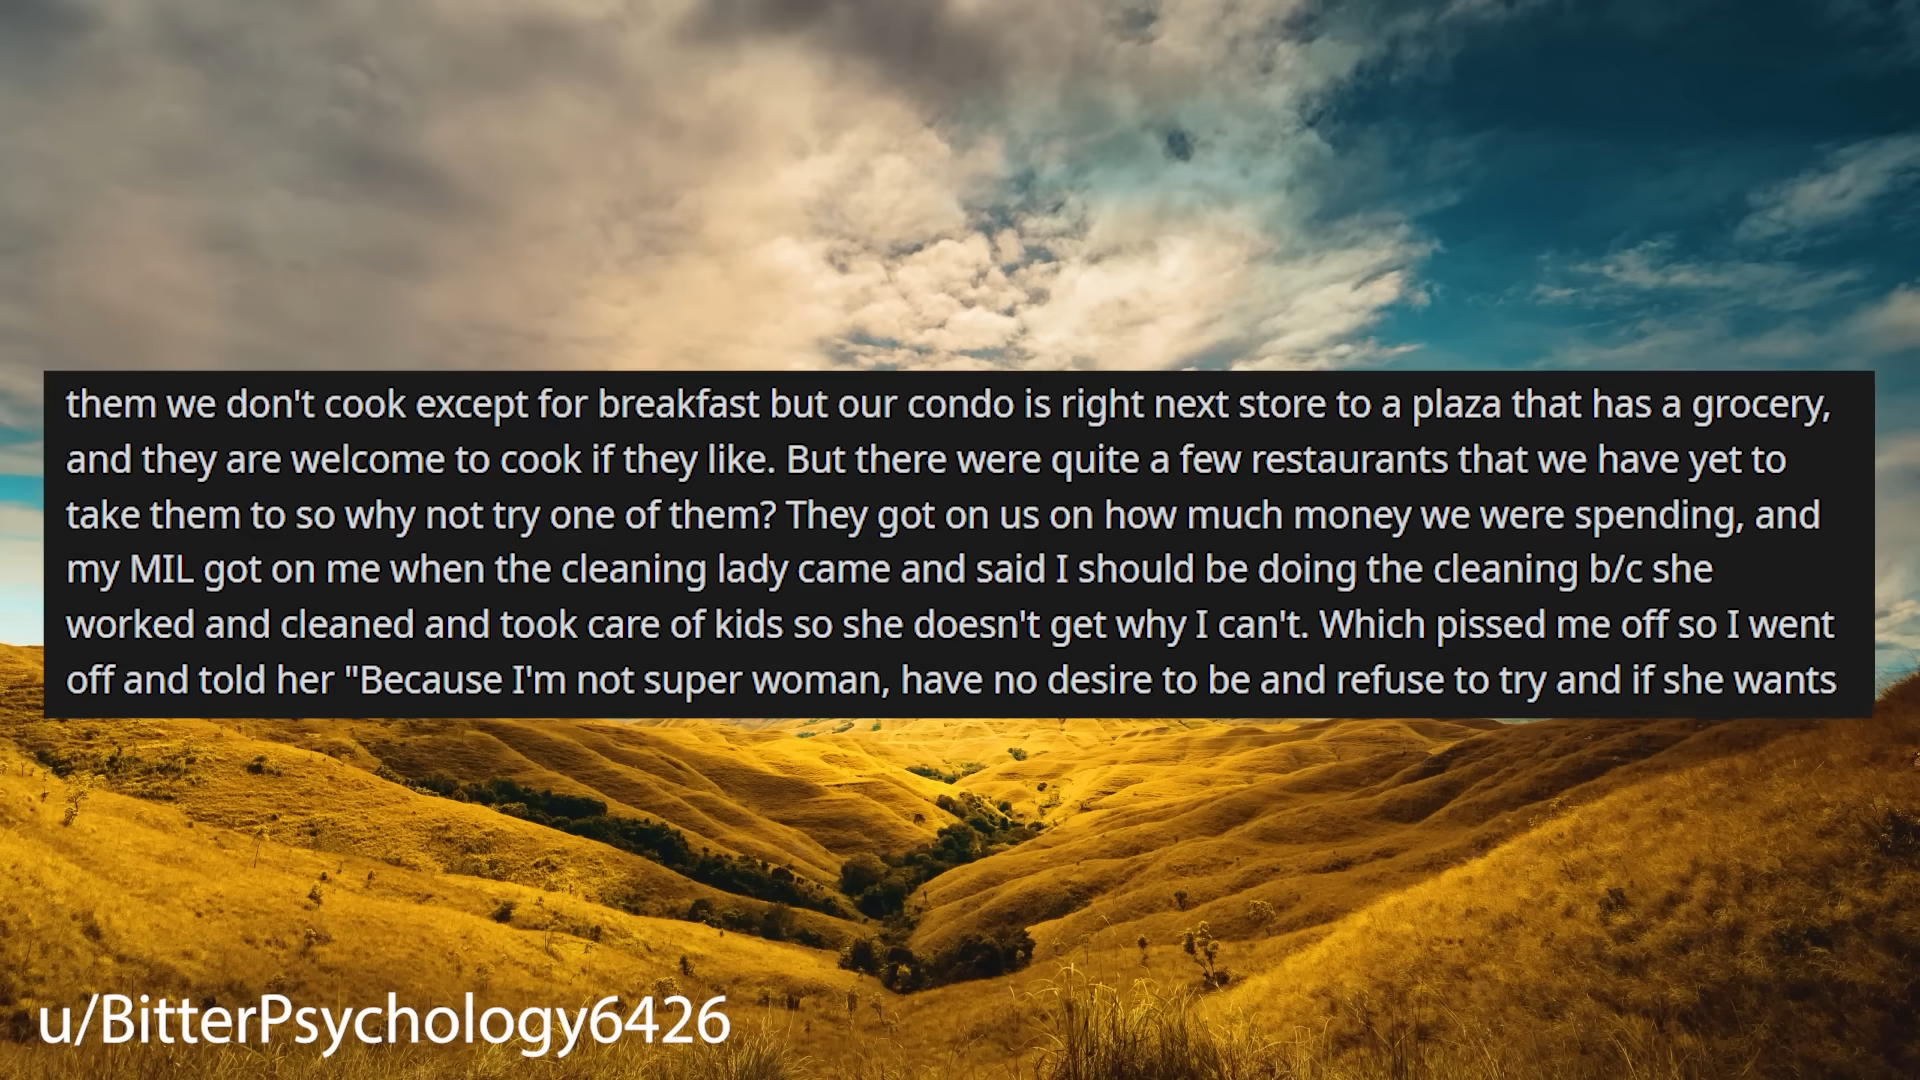 them we don't cook except for breakfast but our condo is right next store to a plaza that has a grocery,
and they are welcome to cook if they like. But there were quite a few restaurants that we have yet to
take them to so why not try one of them? They got on us on how much money we were spending, and
my MIL got on me when the cleaning lady came and said I should be doing the cleaning b/c she
worked and cleaned and took care of kids so she doesn't get why I can't. Which pissed me off so I went
off and told her "Because I'm not super woman, have no desire to be and refuse to try and if she wants
u/BitterPsychology6426